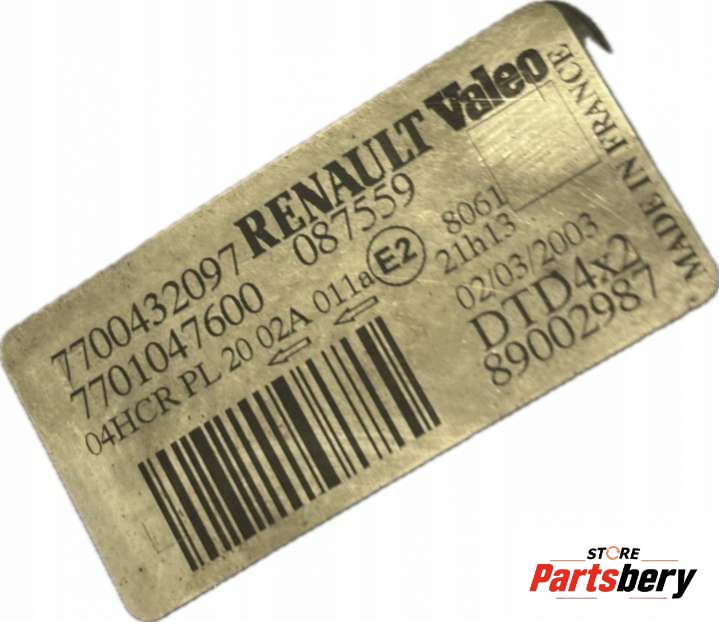 RENAULT Valeo
7700432097 087559
7701047600
04HCR PL 20 02A 011a E2
8061
21h13
02/03/2003
DTD4x2
89002987
MADE IN FRANCE
STORE
Partsbery